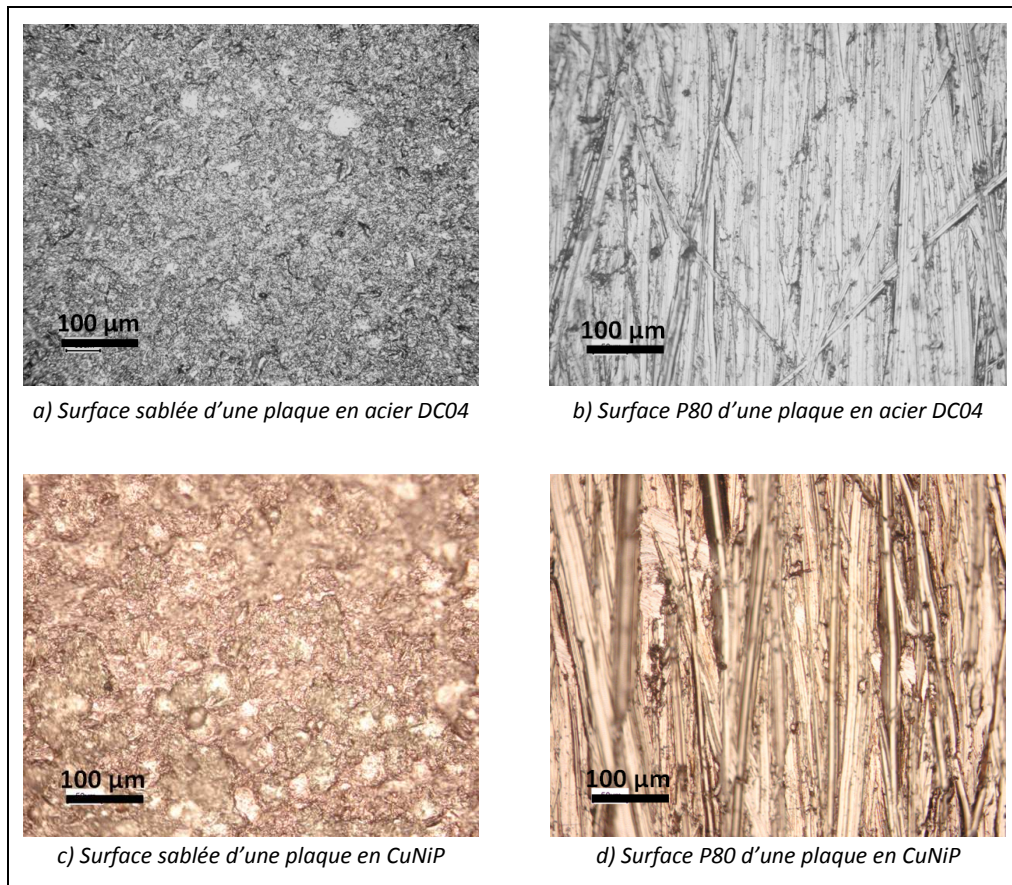 100 µm
100 µm
a) Surface sablée d'une plaque en acier DC04
b) Surface P80 d'une plaque en acier DC04
100 µm
100 µm
c) Surface sablée d'une plaque en CuNiP
d) Surface P80 d'une plaque en CuNiP